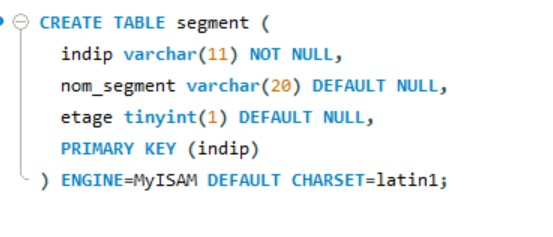 CREATE TABLE segment (
indip varchar(11) NOT NULL,
nom_segment varchar(20) DEFAULT NULL,
etage tinyint(1) DEFAULT NULL,
PRIMARY KEY (indip)
) ENGINE=MyISAM DEFAULT CHARSET=latin1;